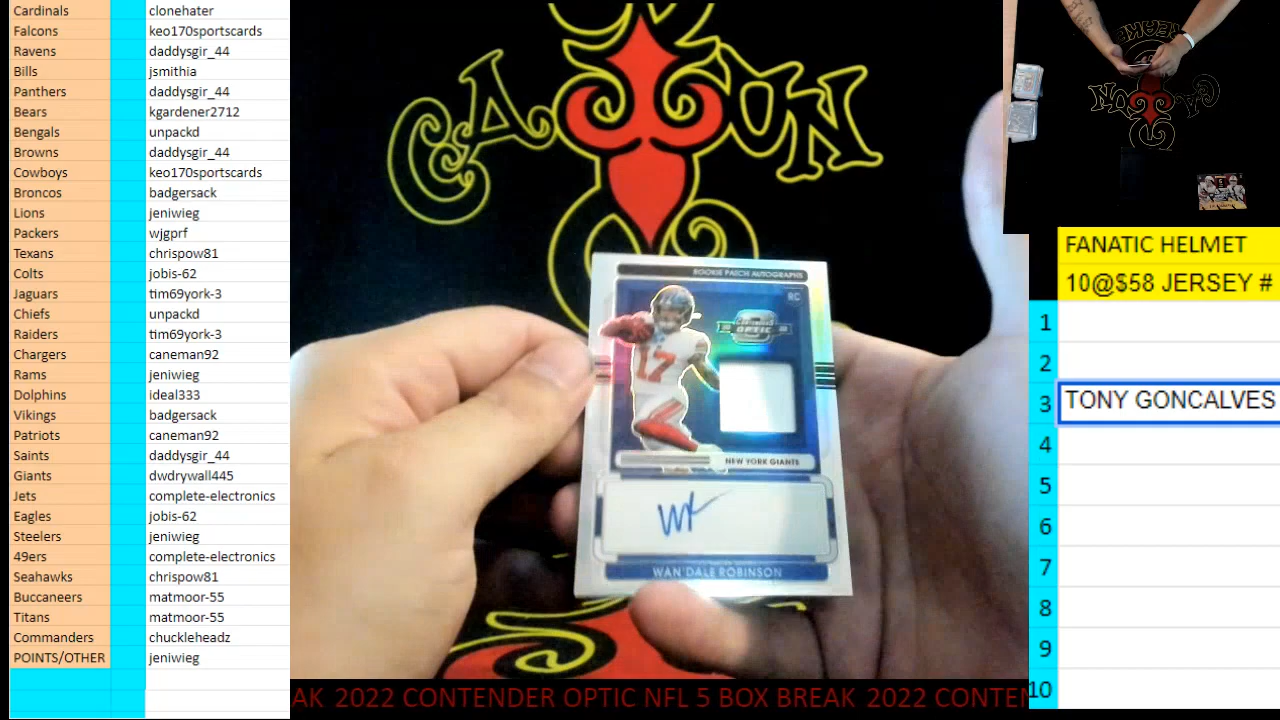 Cardinals clonehater
Falcons keo170sportscards
Ravens daddysgir_44
Bills jsmithia
Panthers daddysgir_44
Bears kgardener2712
Bengals unpackd
Browns daddysgir_44
Cowboys keo170sportscards
Broncos badgersack
Lions jeniwieg
Packers wjgprf
Texans chrispow81
Colts jobis-62
Jaguars tim69york-3
Chiefs unpackd
Raiders tim69york-3
Chargers caneman92
Rams jeniwieg
Dolphins ideal333
Vikings badgersack
Patriots caneman92
Saints daddysgir_44
Giants dwdrywall445
Jets complete-electronics
Eagles jobis-62
Steelers jeniwieg
49ers complete-electronics
Seahawks chrispow81
Buccaneers matmoor-55
Titans matmoor-55
Commanders chuckleheadz
POINTS/OTHER jeniwieg
ROOKIE PATCH AUTOGRAPHS
RC
OPTIC
17
NEW YORK GIANTS
WAN'DALE ROBINSON
FANATIC HELMET
10@$58 JERSEY #
1
2
3 TONY GONCALVES
4
5
6
7
8
9
10
AK 2022 CONTENDER OPTIC NFL 5 BOX BREAK 2022 CONTEN